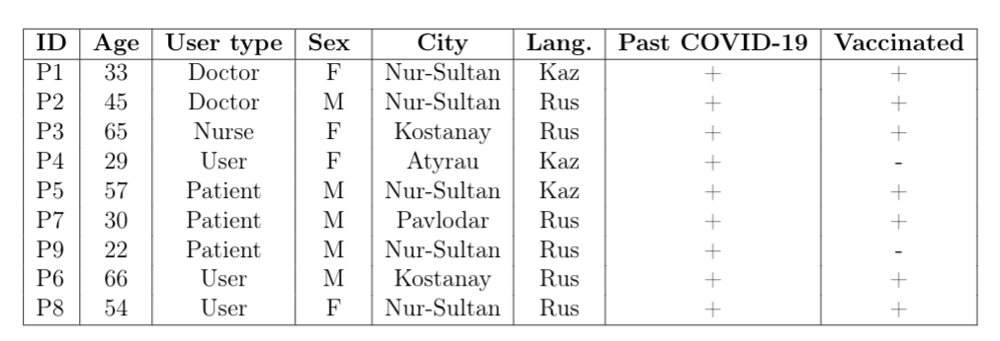 ID Age User type Sex City Lang. Past COVID-19 Vaccinated
P1 33 Doctor F Nur-Sultan Kaz + +
P2 45 Doctor M Nur-Sultan Rus + +
P3 65 Nurse F Kostanay Rus + +
P4 29 User F Atyrau Kaz + -
P5 57 Patient M Nur-Sultan Kaz + +
P7 30 Patient M Pavlodar Rus + +
P9 22 Patient M Nur-Sultan Rus + -
P6 66 User M Kostanay Rus + +
P8 54 User F Nur-Sultan Rus + +